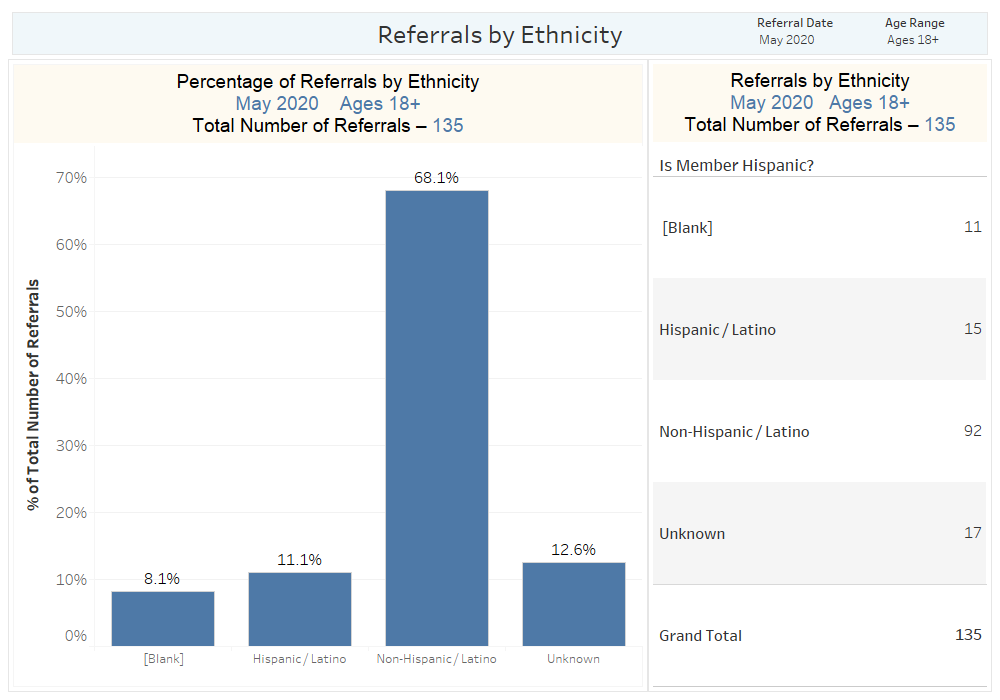 Referrals by Ethnicity
Referral Date
May 2020
Age Range
Ages 18+
Percentage of Referrals by Ethnicity
May 2020 Ages 18+
Total Number of Referrals – 135
% of Total Number of Referrals
70%
60%
50%
40%
30%
20%
10%
0%
8.1%
11.1%
68.1%
12.6%
[Blank]
Hispanic / Latino
Non-Hispanic / Latino
Unknown
Referrals by Ethnicity
May 2020 Ages 18+
Total Number of Referrals – 135
Is Member Hispanic?
[Blank] 11
Hispanic / Latino 15
Non-Hispanic / Latino 92
Unknown 17
Grand Total 135